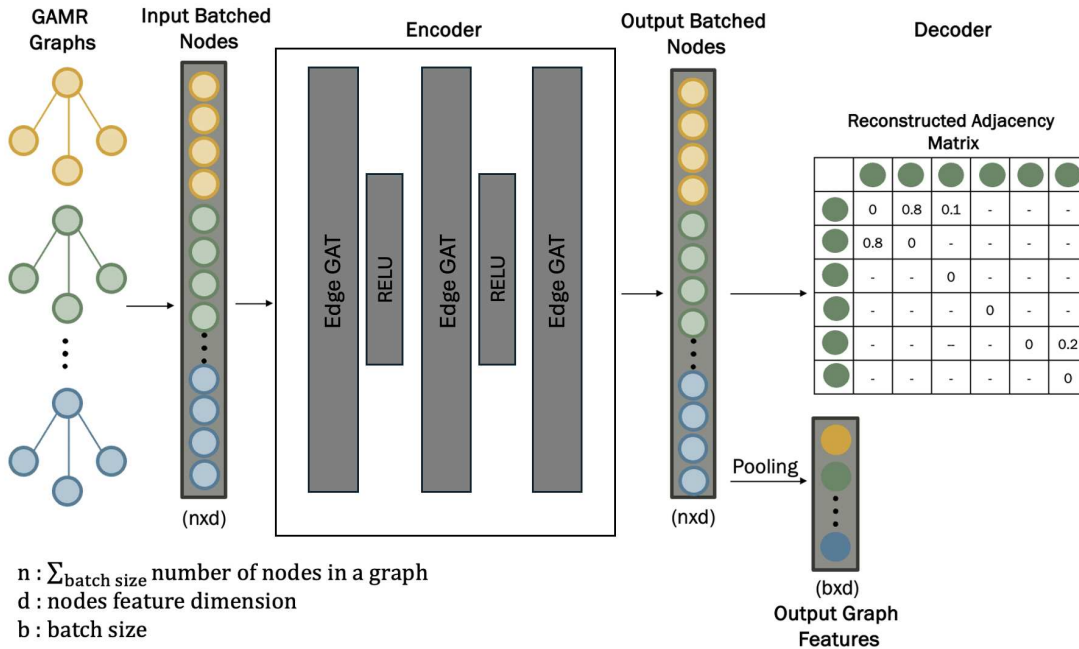 GAMR
Graphs
Input Batched
Nodes
Encoder
Output Batched
Nodes
Decoder
Edge GAT
RELU
Edge GAT
RELU
Edge GAT
Reconstructed Adjacency
Matrix
0 0.8 0.1 - - -
0.8 0 - - - -
- - 0 - - -
- - - 0 - -
- - -- - 0 0.2
- - - - - 0
Pooling
(nxd)
(nxd)
(bxd)
Output Graph
Features
n : ∑batch size number of nodes in a graph
d : nodes feature dimension
b : batch size